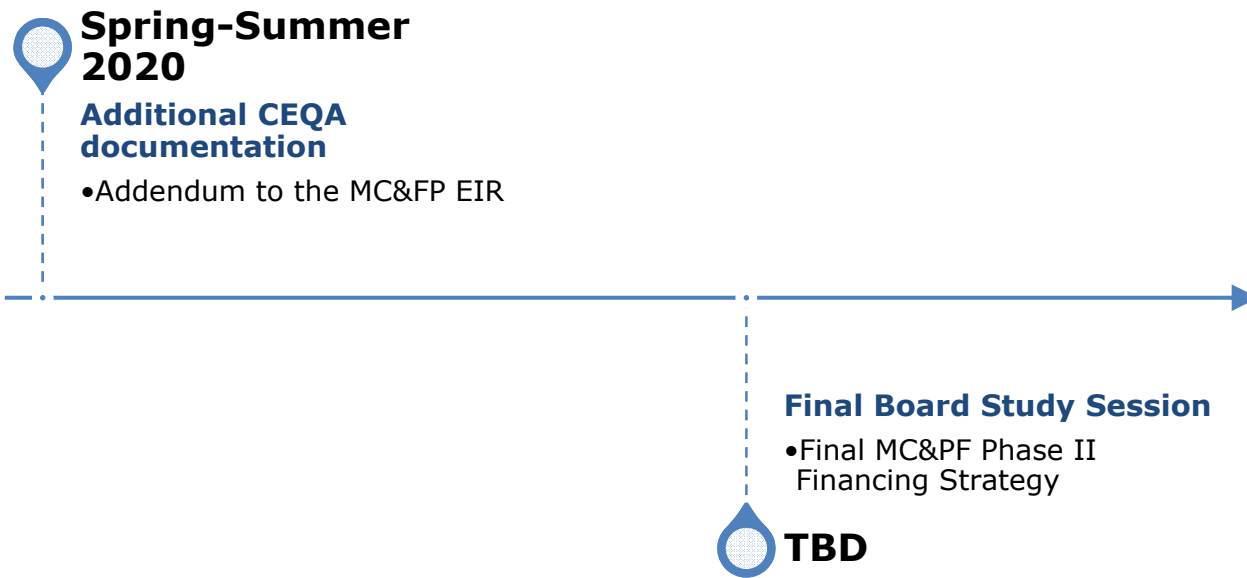 Spring-Summer
2020
Additional CEQA
documentation
•Addendum to the MC&FP EIR
Final Board Study Session
•Final MC&PF Phase II
Financing Strategy
TBD